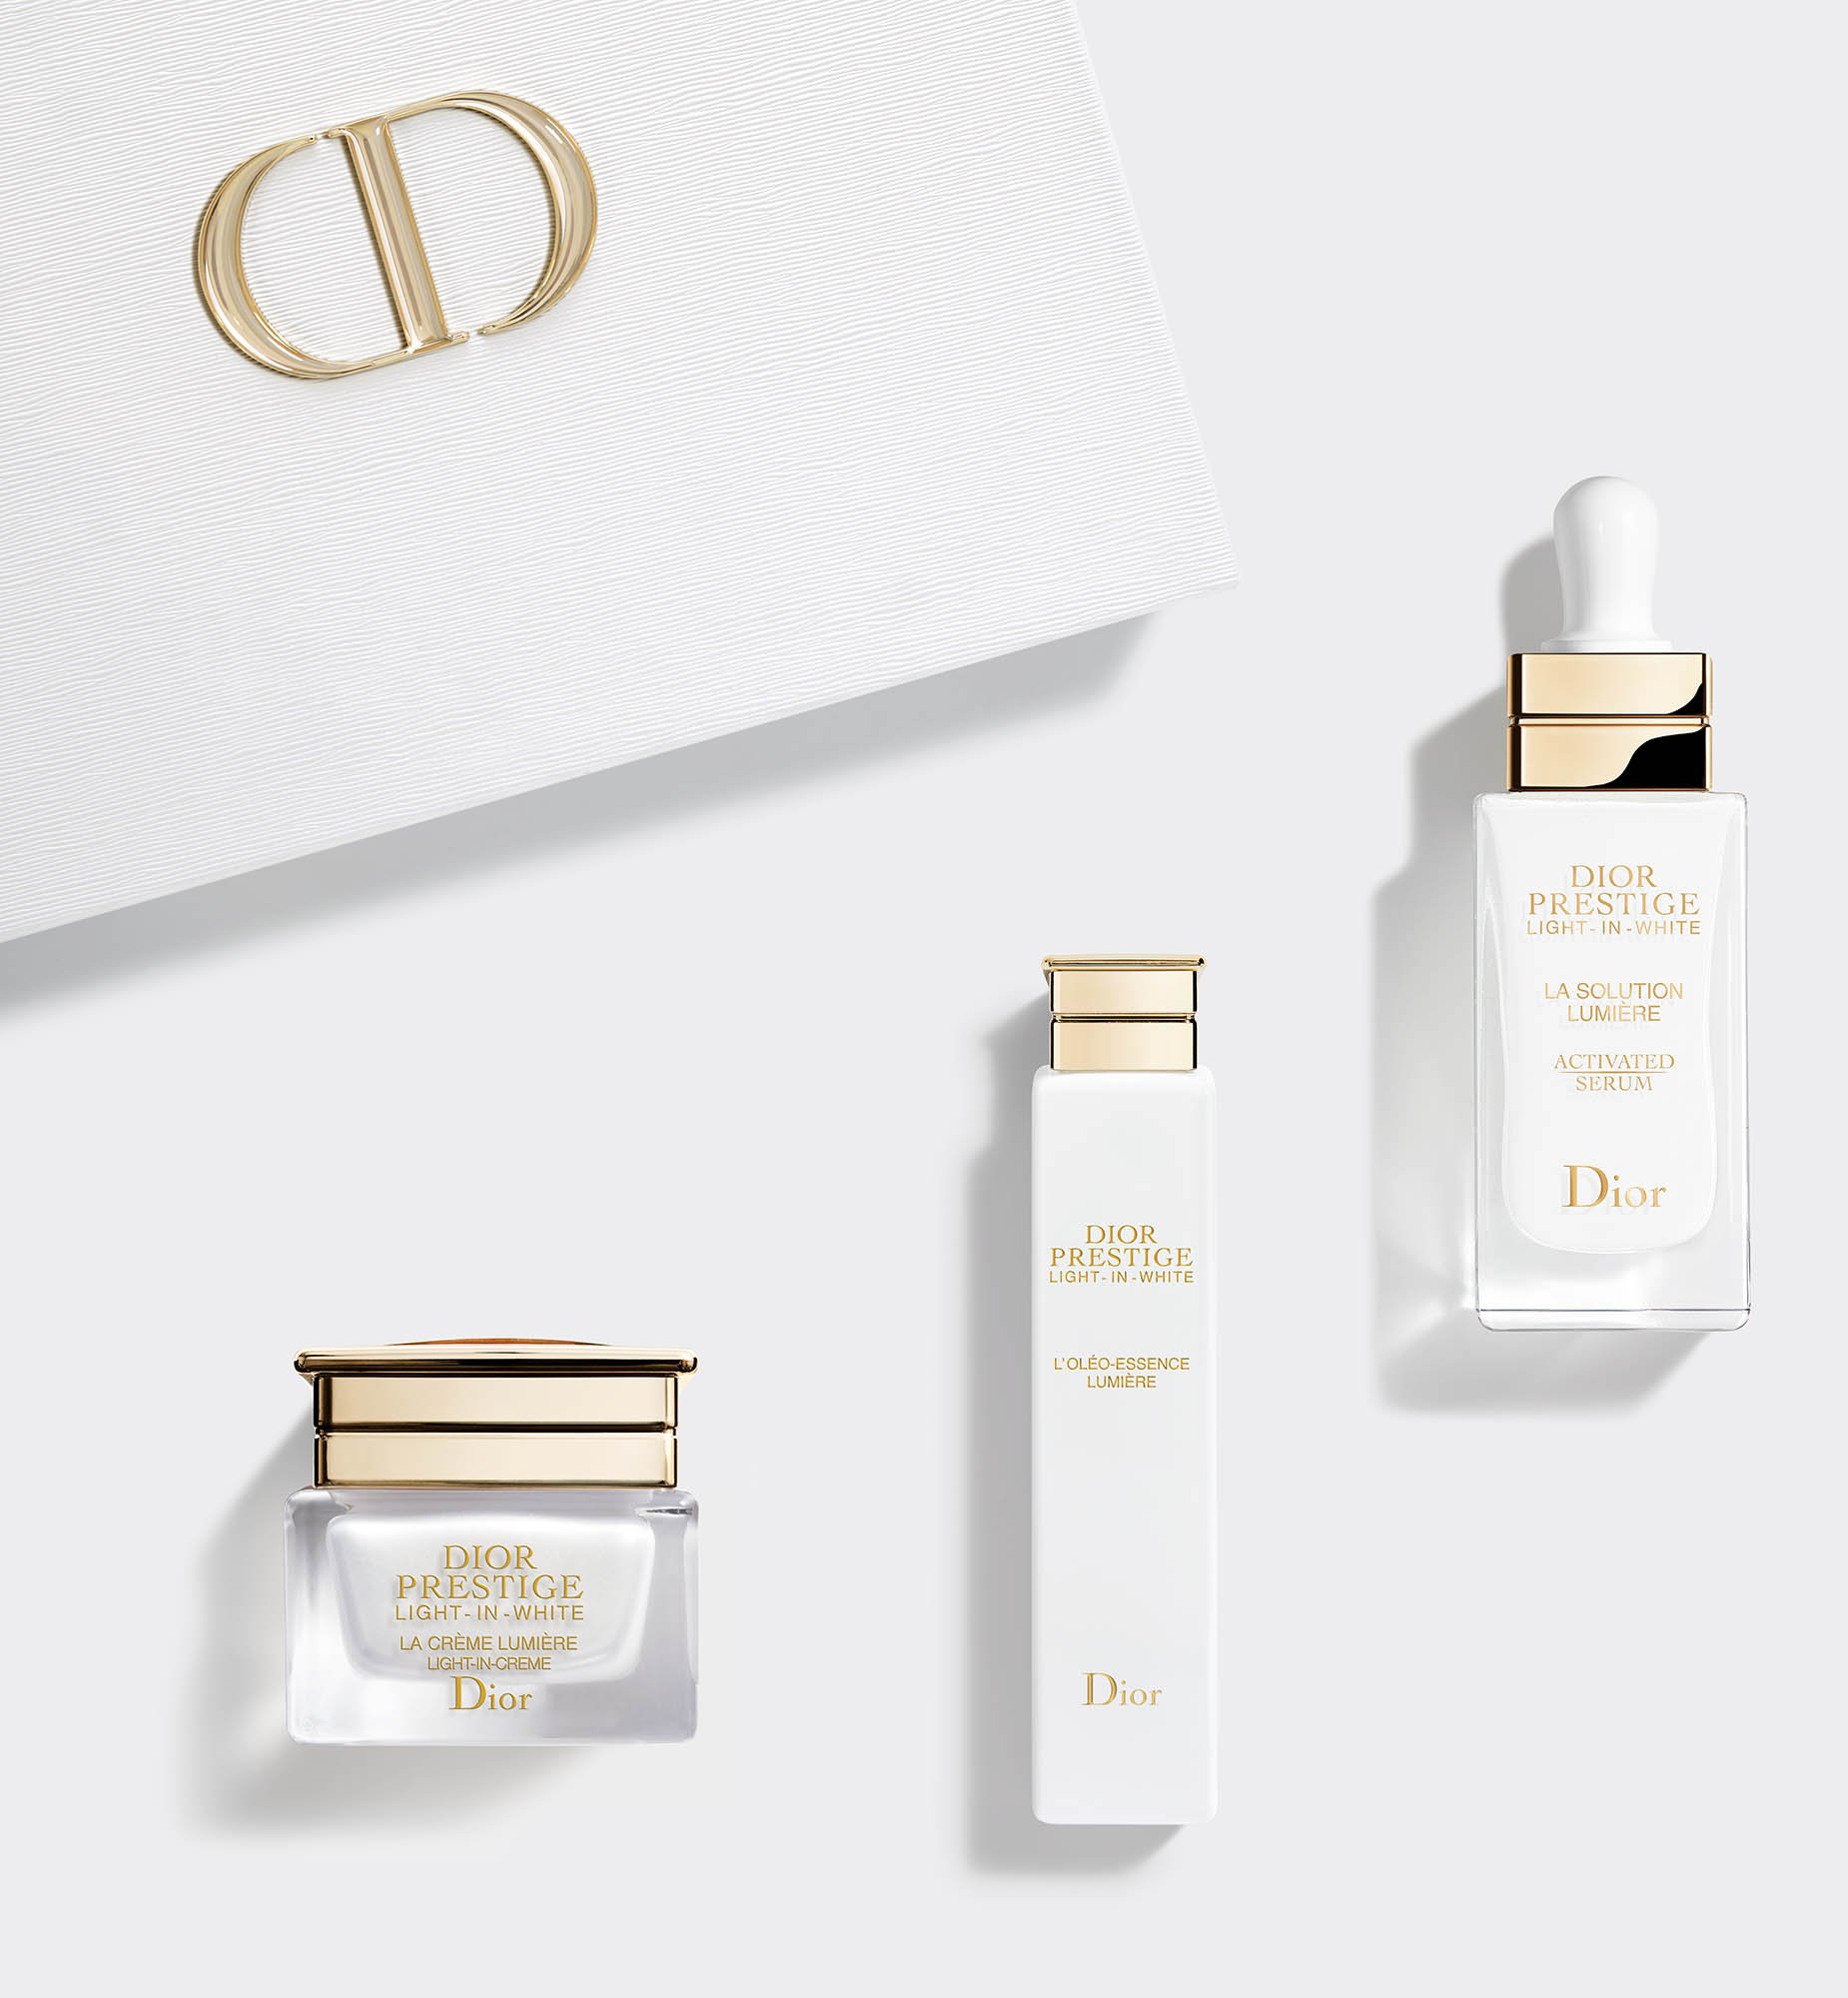 CD
DIOR
PRESTIGE
LIGHT-IN-WHITE
LA SOLUTION
LUMIÈRE
ACTIVATED
SERUM
Dior
DIOR
PRESTIGE
LIGHT-IN-WHITE
L'OLÉO-ESSENCE
LUMIÈRE
Dior
DIOR
PRESTIGE
LIGHT-IN-WHITE
LA CRÈME LUMIÈRE
LIGHT-IN-CREME
Dior